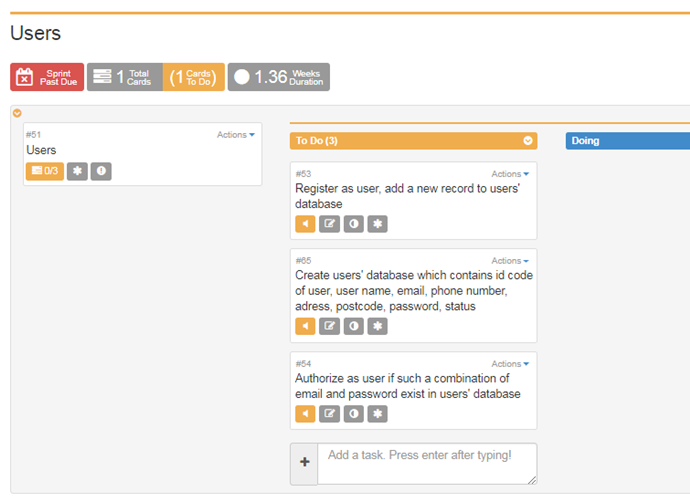 Users
Sprint
Past Due
1 Total
Cards
(1 Cards
To Do)
1.36 Weeks
Duration
#51 Actions
Users
0/3
To Do (3)
#53 Actions
Register as user, add a new record to users'
database
#65 Actions
Create users' database which contains id code
of user, user name, email, phone number,
adress, postcode, password, status
#54 Actions
Authorize as user if such a combination of
email and password exist in users' database
+ Add a task. Press enter after typing!
Doing